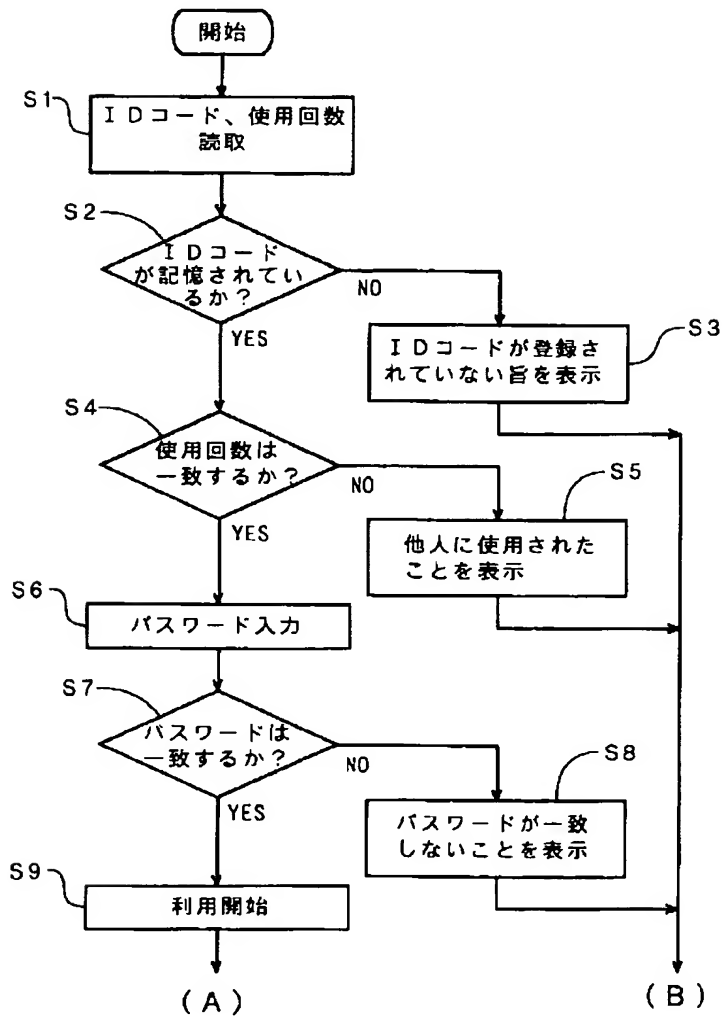 開始
S1
IDコード、使用回数
読取
S2
IDコード
が記憶されてい
るか?
NO
YES
S3
IDコードが登録さ
れていない旨を表示
S4
使用回数は
一致するか?
NO
YES
S5
他人に使用された
ことを表示
S6
パスワード入力
S7
パスワードは
一致するか?
NO
YES
S8
パスワードが一致
しないことを表示
S9
利用開始
(A)
(B)